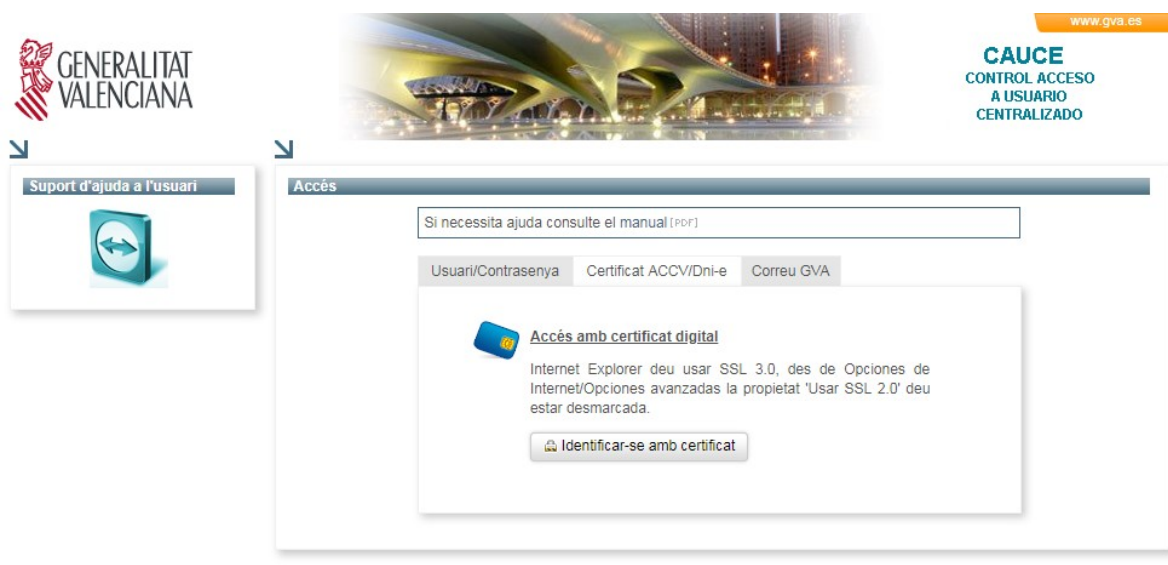 www.gva.es
GENERALITAT
VALENCIANA
CAUCE
CONTROL ACCESO
A USUARIO
CENTRALIZADO
Suport d'ajuda a l'usuari
Accés
Si necessita ajuda consulte el manual [PDF]
Usuari/Contrasenya Certificat ACCV/Dni-e Correu GVA
Accés amb certificat digital
Internet Explorer deu usar SSL 3.0, des de Opciones de
Internet/Opciones avanzadas la propietat 'Usar SSL 2.0' deu
estar desmarcada.
Identificar-se amb certificat